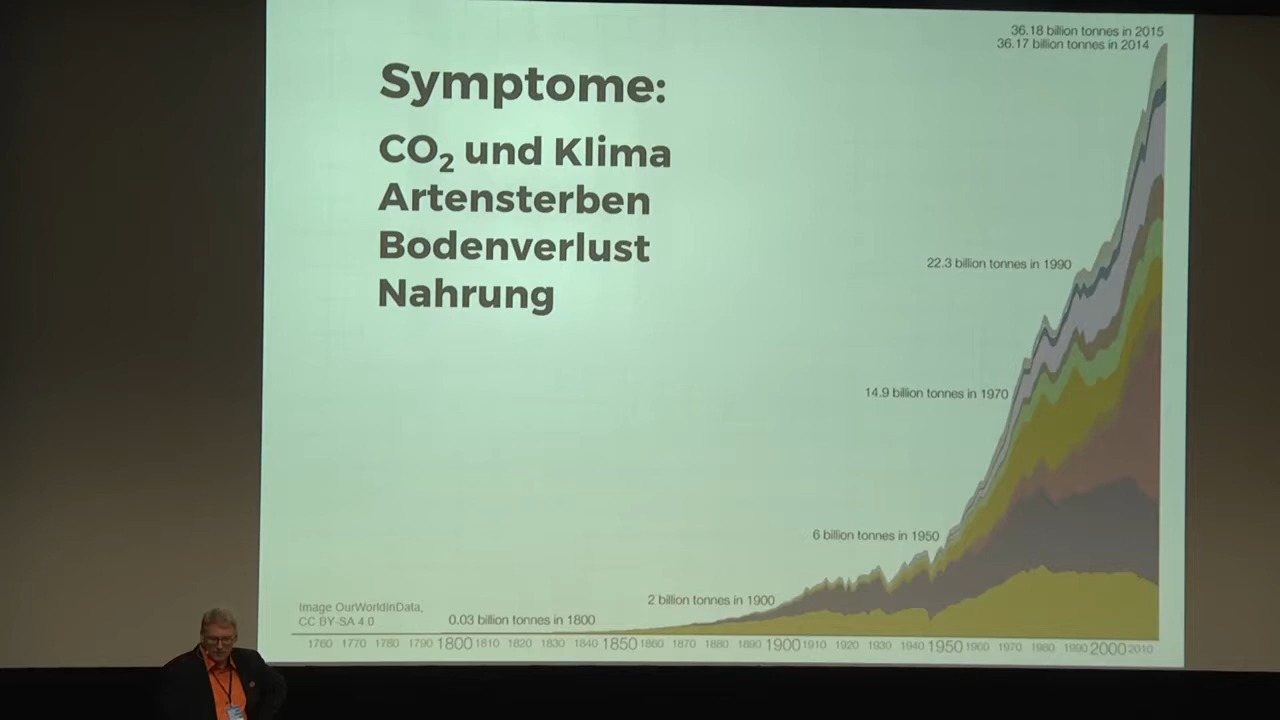 36.18 billion tonnes in 2015
36.17 billion tonnes in 2014
Symptome:
CO₂ und Klima
Artensterben
Bodenverlust
Nahrung
22.3 billion tonnes in 1990
14.9 billion tonnes in 1970
6 billion tonnes in 1950
2 billion tonnes in 1900
0.03 billion tonnes in 1800
Image OurWorldInData,
CC BY-SA 4.0
1760 1770 1780 1790 1800 1810 1820 1830 1840 1850 1860 1870 1880 1890 1900 1910 1920 1930 1940 1950 1960 1970 1980 1990 2000 2010